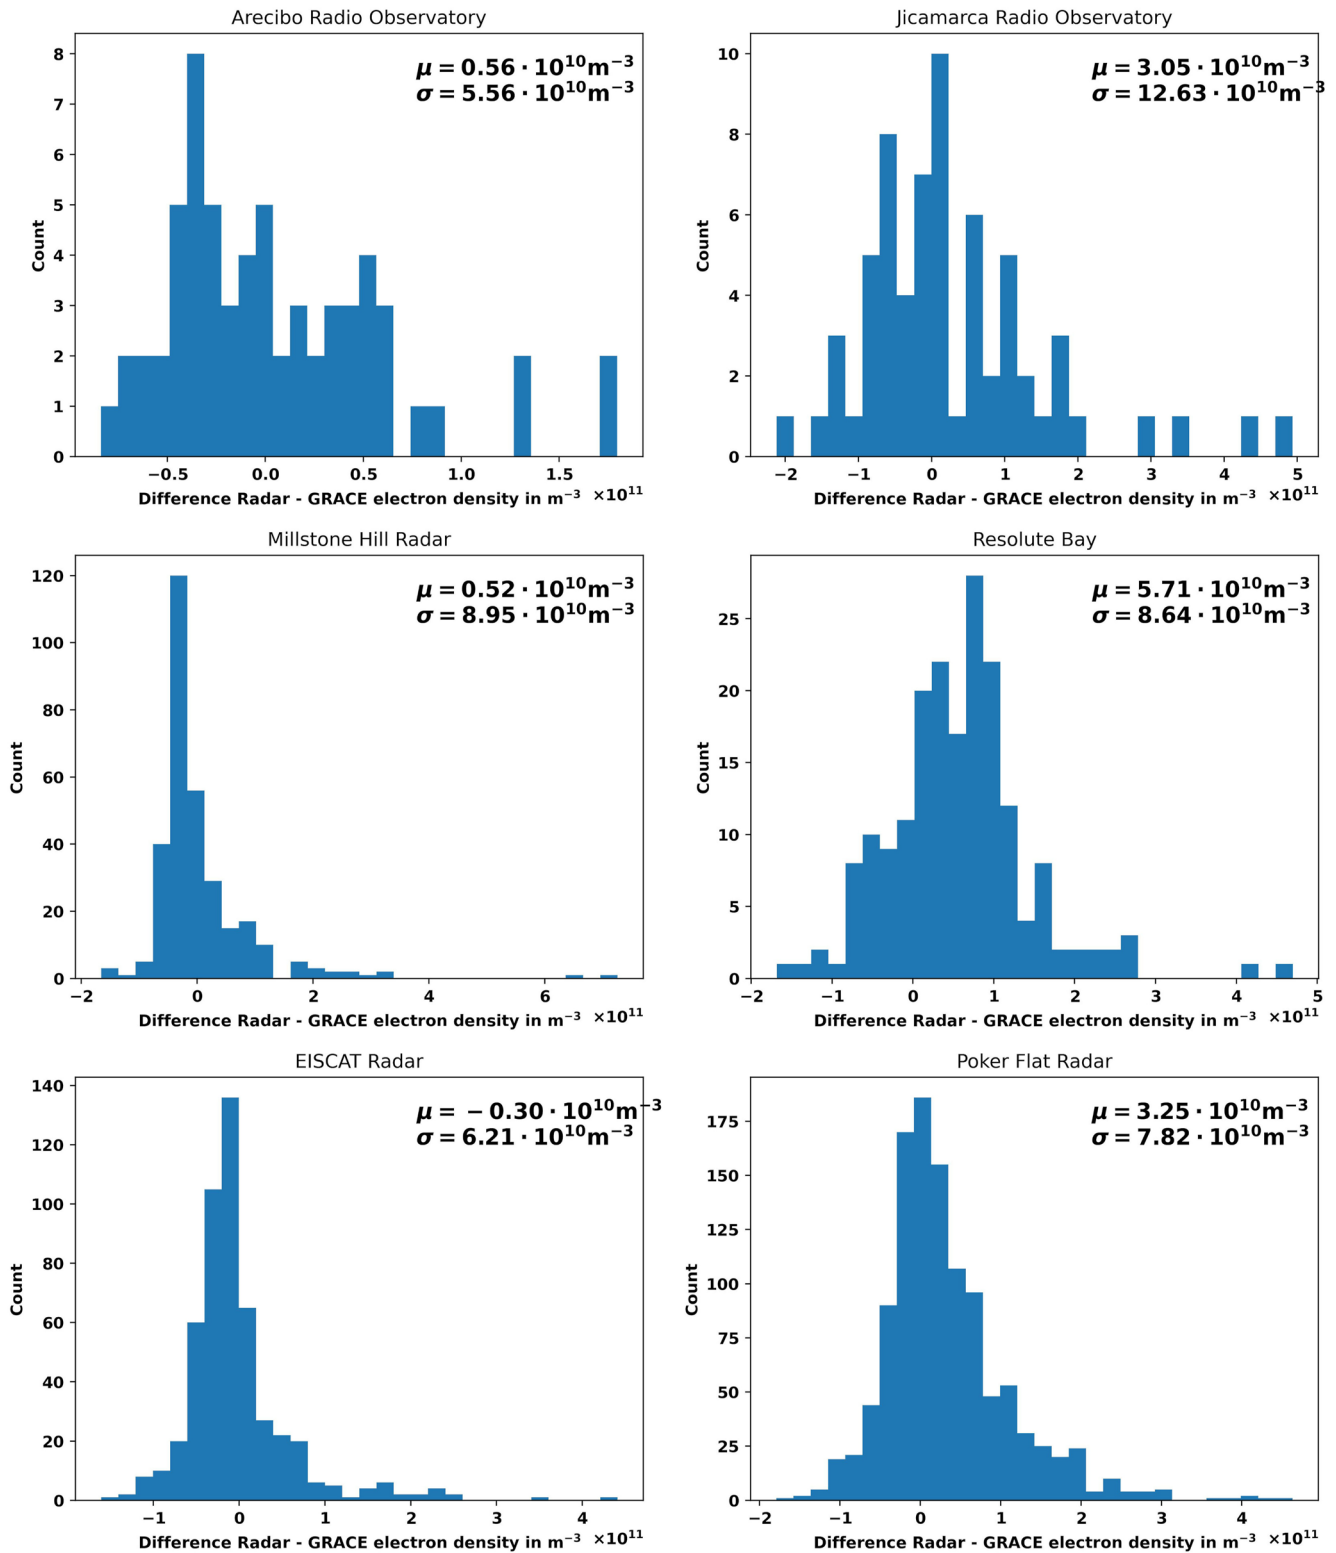 Arecibo Radio Observatory
μ = 0.56 · 10¹⁰m⁻³
σ = 5.56 · 10¹⁰m⁻³
8
7
6
5
4
3
2
1
0
Count
−0.5 0.0 0.5 1.0 1.5
Difference Radar - GRACE electron density in m⁻³ ×10¹¹
Jicamarca Radio Observatory
μ = 3.05 · 10¹⁰m⁻³
σ = 12.63 · 10¹⁰m⁻³
10
8
6
4
2
0
Count
−2 −1 0 1 2 3 4 5
Difference Radar - GRACE electron density in m⁻³ ×10¹¹
Millstone Hill Radar
μ = 0.52 · 10¹⁰m⁻³
σ = 8.95 · 10¹⁰m⁻³
120
100
80
60
40
20
0
Count
−2 0 2 4 6
Difference Radar - GRACE electron density in m⁻³ ×10¹¹
Resolute Bay
μ = 5.71 · 10¹⁰m⁻³
σ = 8.64 · 10¹⁰m⁻³
25
20
15
10
5
0
Count
−2 −1 0 1 2 3 4 5
Difference Radar - GRACE electron density in m⁻³ ×10¹¹
EISCAT Radar
μ = −0.30 · 10¹⁰m⁻³
σ = 6.21 · 10¹⁰m⁻³
140
120
100
80
60
40
20
0
Count
−1 0 1 2 3 4
Difference Radar - GRACE electron density in m⁻³ ×10¹¹
Poker Flat Radar
μ = 3.25 · 10¹⁰m⁻³
σ = 7.82 · 10¹⁰m⁻³
175
150
125
100
75
50
25
0
Count
−2 −1 0 1 2 3 4
Difference Radar - GRACE electron density in m⁻³ ×10¹¹